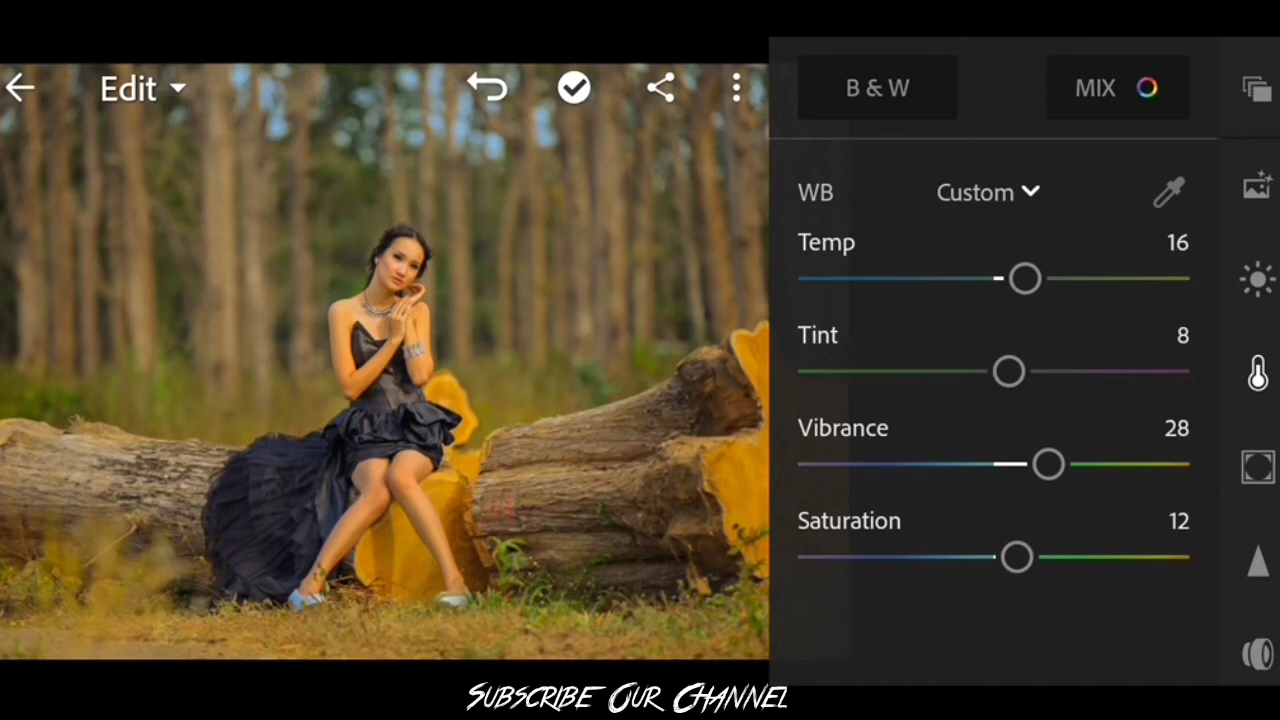 Edit
B & W
MIX
WB Custom
Temp 16
Tint 8
Vibrance 28
Saturation 12
SUBSCRIBE OUR CHANNEL